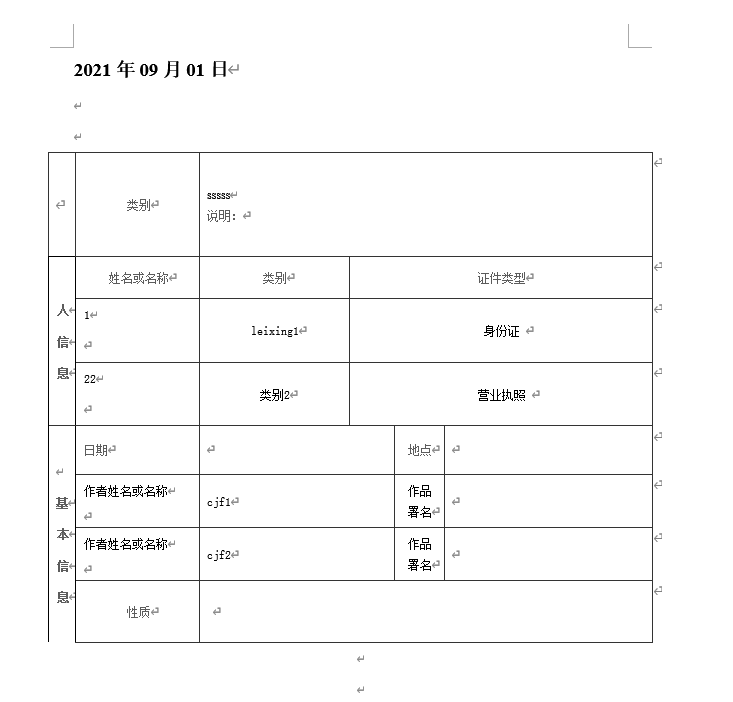 2021 年 09 月 01 日
类别
sssss
说明：
人
信
息
姓名或名称 类别 证件类型
1
leixing1 身份证
22
类别2 营业执照
基
本
信
息
日期 地点
作者姓名或名称 cjf1 作品
署名
作者姓名或名称 cjf2 作品
署名
性质